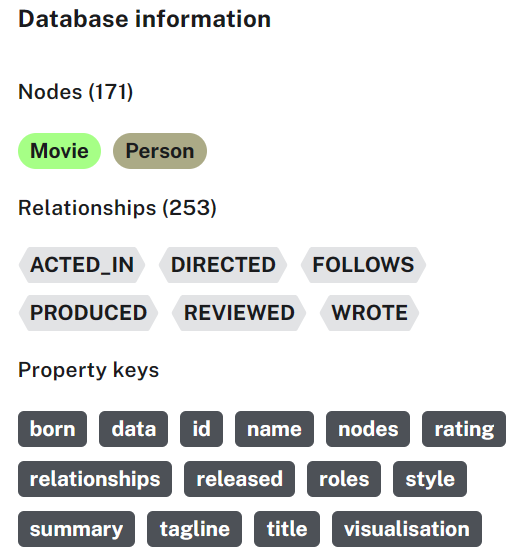 Database information
Nodes (171)
Movie Person
Relationships (253)
ACTED_IN DIRECTED FOLLOWS
PRODUCED REVIEWED WROTE
Property keys
born data id name nodes rating
relationships released roles style
summary tagline title visualisation